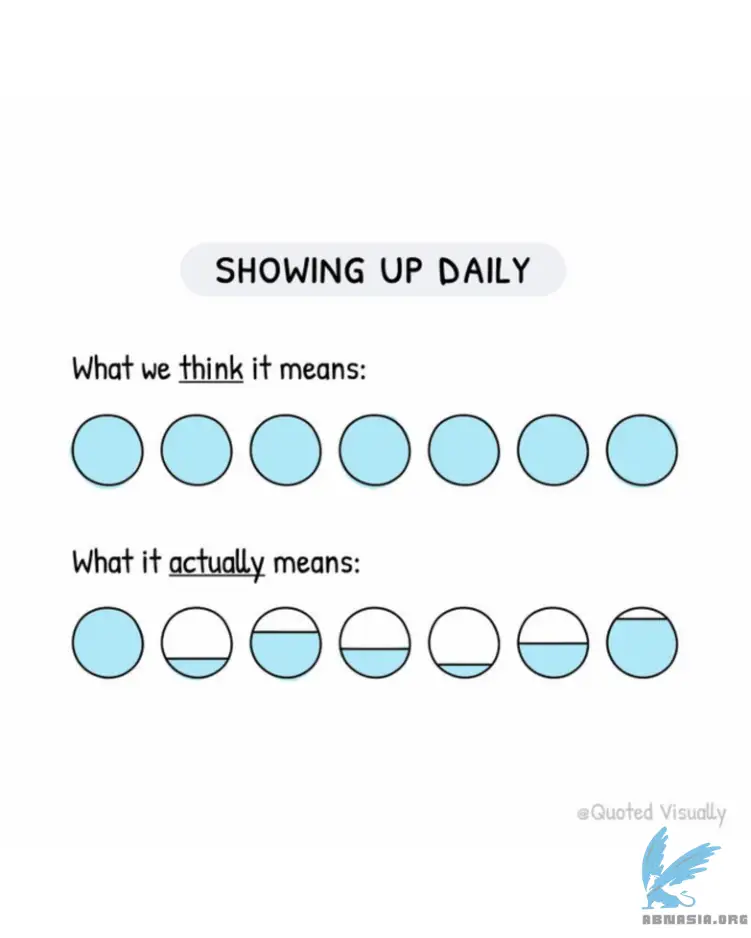 SHOWING UP DAILY
What we think it means:
What it actually means:
@Quoted Visually
ABNASIA.ORG